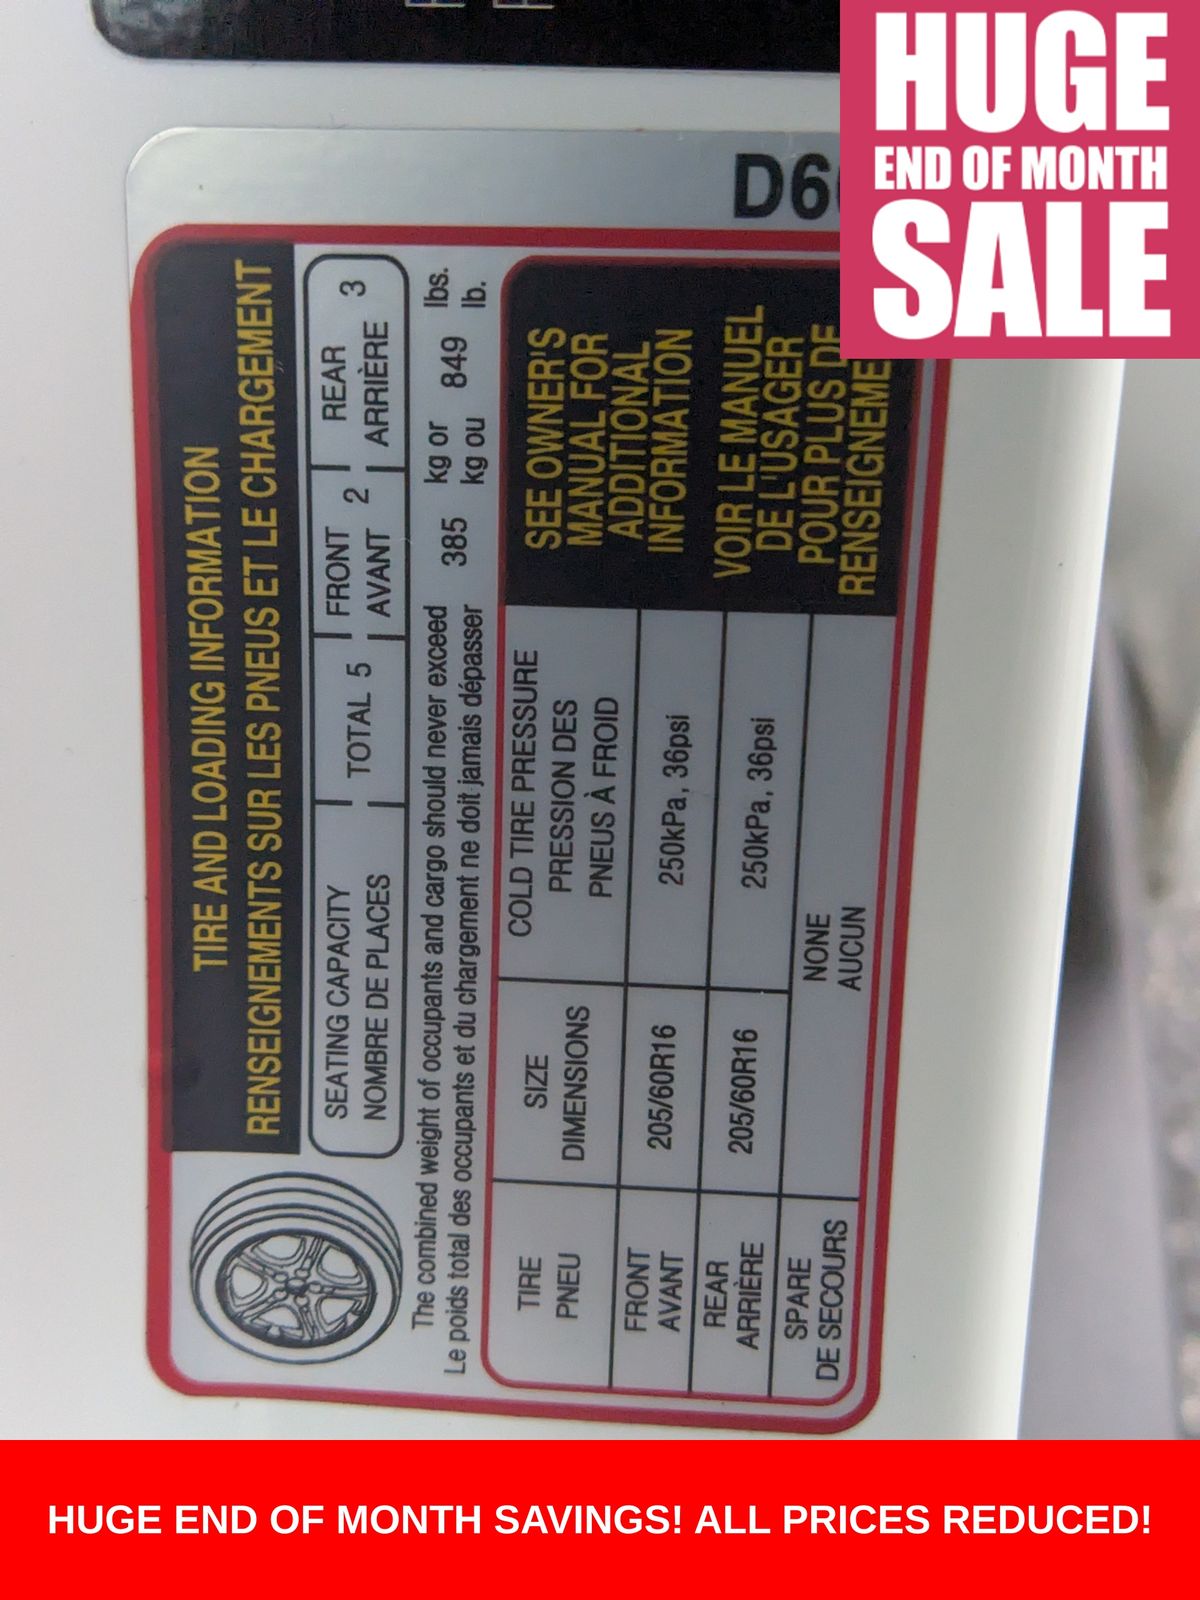 HUGE
END OF MONTH
SALE
TIRE AND LOADING INFORMATION
RENSEIGNEMENTS SUR LES PNEUS ET LE CHARGEMENT
SEATING CAPACITY
NOMBRE DE PLACES
TOTAL 5
FRONT
AVANT 2
REAR
ARRIÈRE 3
The combined weight of occupants and cargo should never exceed 385 kg or 849 lbs.
Le poids total des occupants et du chargement ne doit jamais dépasser kg ou lb.
TIRE
PNEU
SIZE
DIMENSIONS
COLD TIRE PRESSURE
PRESSION DES
PNEUS À FROID
FRONT
AVANT
205/60R16
250kPa, 36psi
REAR
ARRIÈRE
205/60R16
250kPa, 36psi
SPARE
DE SECOURS
NONE
AUCUN
SEE OWNER'S
MANUAL FOR
ADDITIONAL
INFORMATION
VOIR LE MANUEL
DE L'USAGER
POUR PLUS DE
HUGE END OF MONTH SAVINGS! ALL PRICES REDUCED!